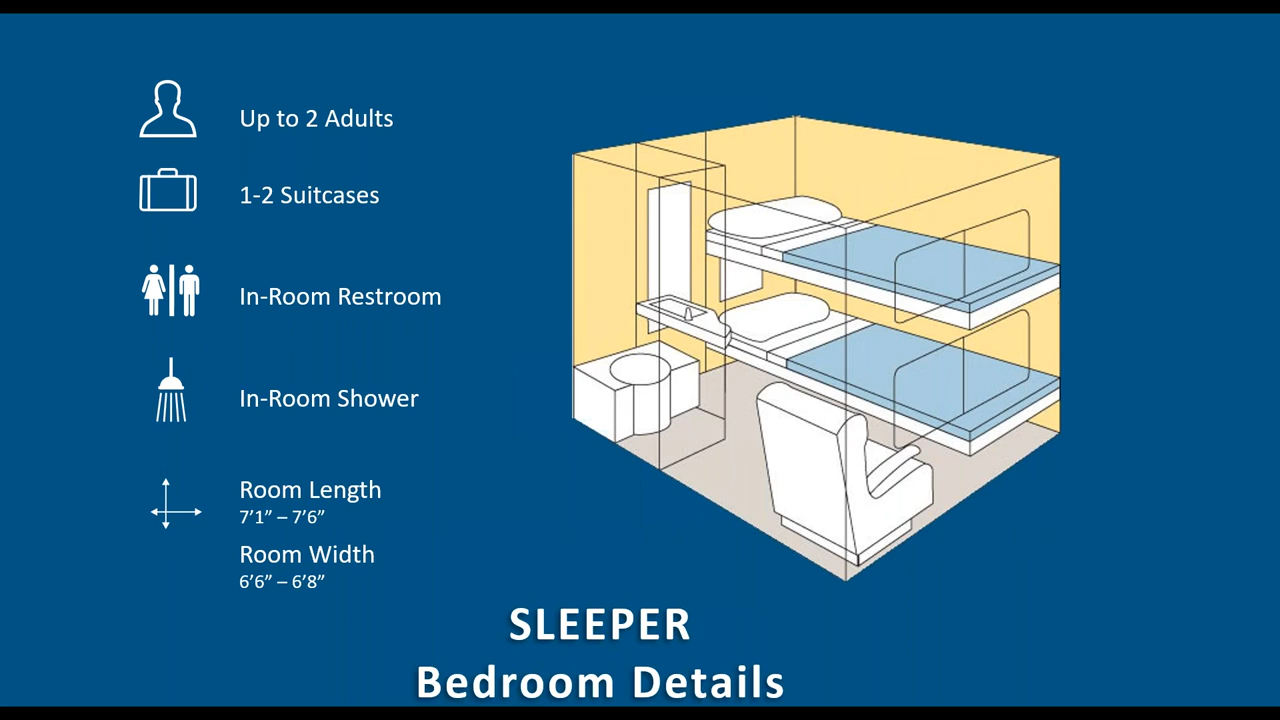 Up to 2 Adults
1-2 Suitcases
In-Room Restroom
In-Room Shower
Room Length
7’1” – 7’6”
Room Width
6’6” – 6’8”
SLEEPER
Bedroom Details